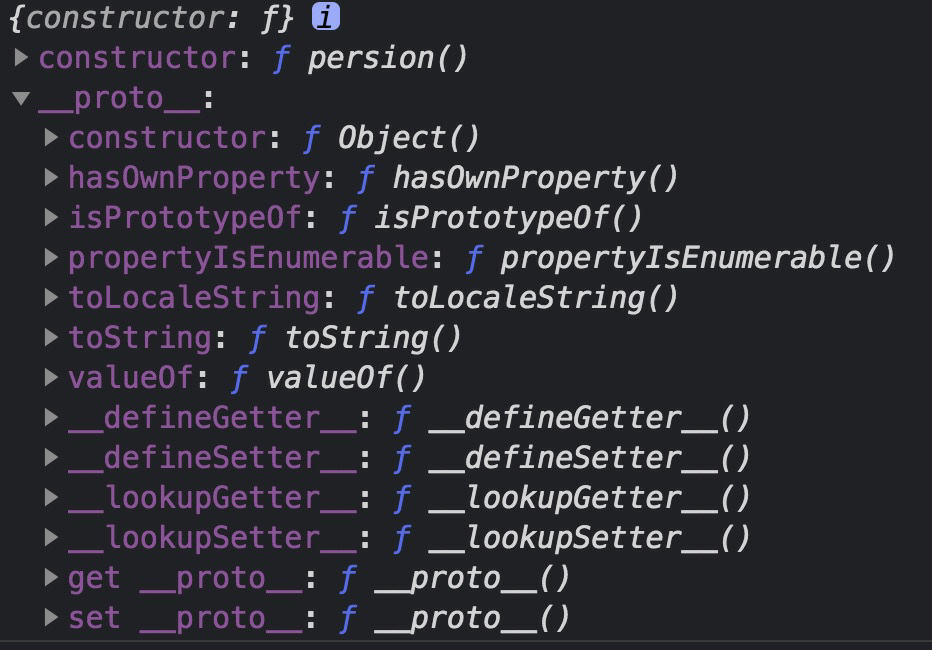 {constructor: ƒ} i
constructor: ƒ persion()
__proto__:
constructor: ƒ Object()
hasOwnProperty: ƒ hasOwnProperty()
isPrototypeOf: ƒ isPrototypeOf()
propertyIsEnumerable: ƒ propertyIsEnumerable()
toLocaleString: ƒ toLocaleString()
toString: ƒ toString()
valueOf: ƒ valueOf()
__defineGetter__: ƒ __defineGetter__()
__defineSetter__: ƒ __defineSetter__()
__lookupGetter__: ƒ __lookupGetter__()
__lookupSetter__: ƒ __lookupSetter__()
get __proto__: ƒ __proto__()
set __proto__: ƒ __proto__()